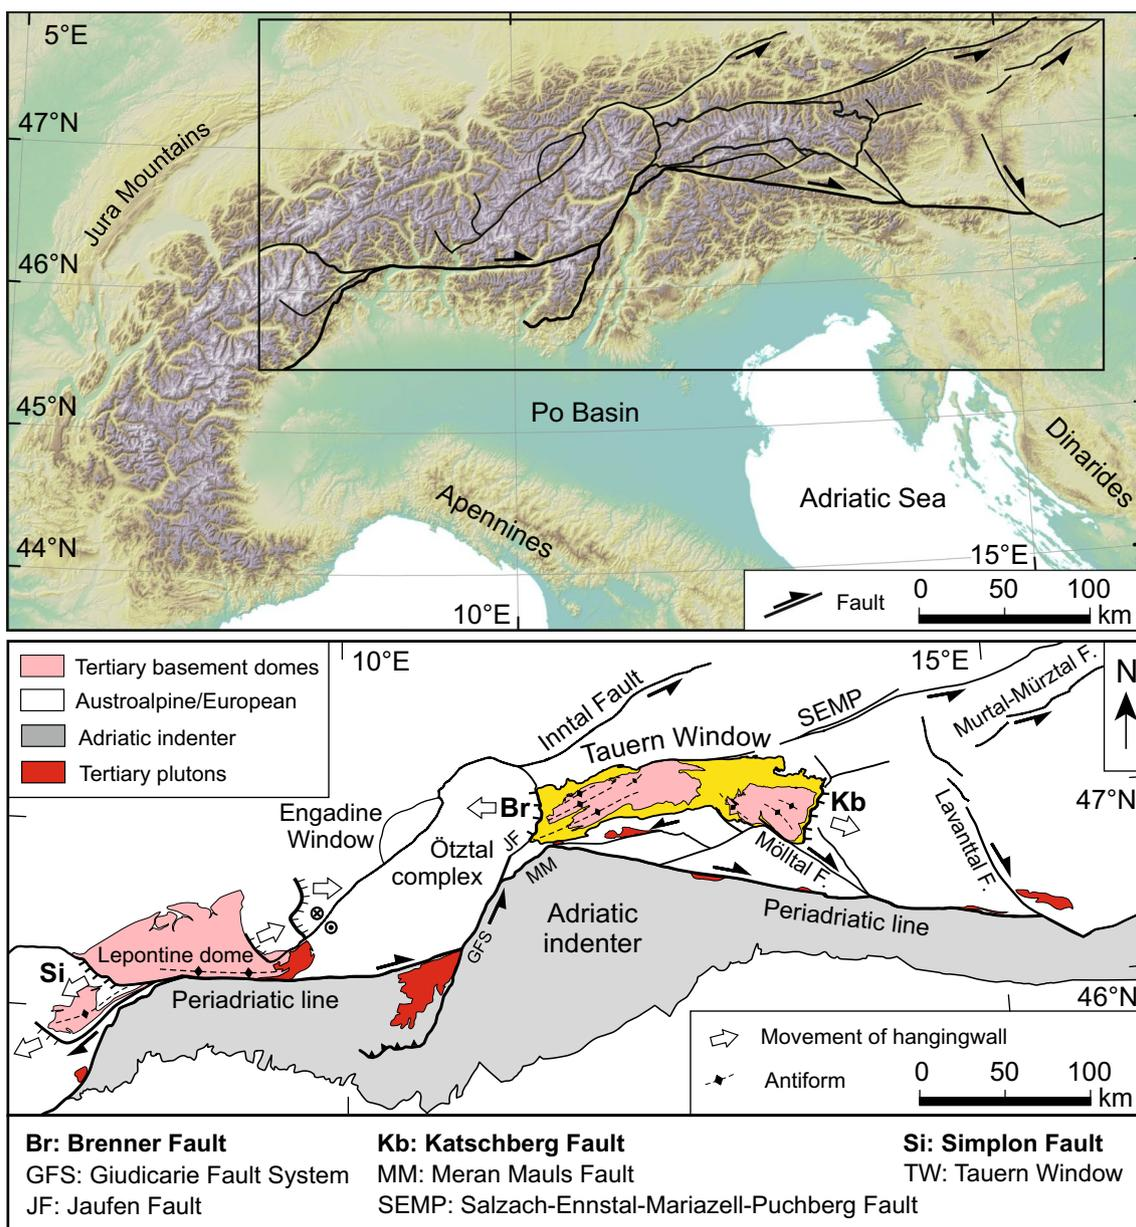 5°E
47°N
Jura Mountains
46°N
45°N
Po Basin
Dinarides
Apennines
Adriatic Sea
44°N
15°E
10°E
Fault
0 50 100
km
Tertiary basement domes
Austroalpine/European
Adriatic indenter
Tertiary plutons
10°E
15°E
N
Inntal Fault
SEMP
Murtal-Mürztal F.
Tauern Window
Engadine
Window
Br
Kb
47°N
JF
Ötztal
complex
MM
Mölltal F.
Lavanttal F.
Adriatic
indenter
Periadriatic line
GFS
Lepontine dome
Si
Periadriatic line
46°N
Movement of hangingwall
Antiform
0 50 100
km
Br: Brenner Fault
GFS: Giudicarie Fault System
JF: Jaufen Fault
Kb: Katschberg Fault
MM: Meran Mauls Fault
SEMP: Salzach-Ennstal-Mariazell-Puchberg Fault
Si: Simplon Fault
TW: Tauern Window